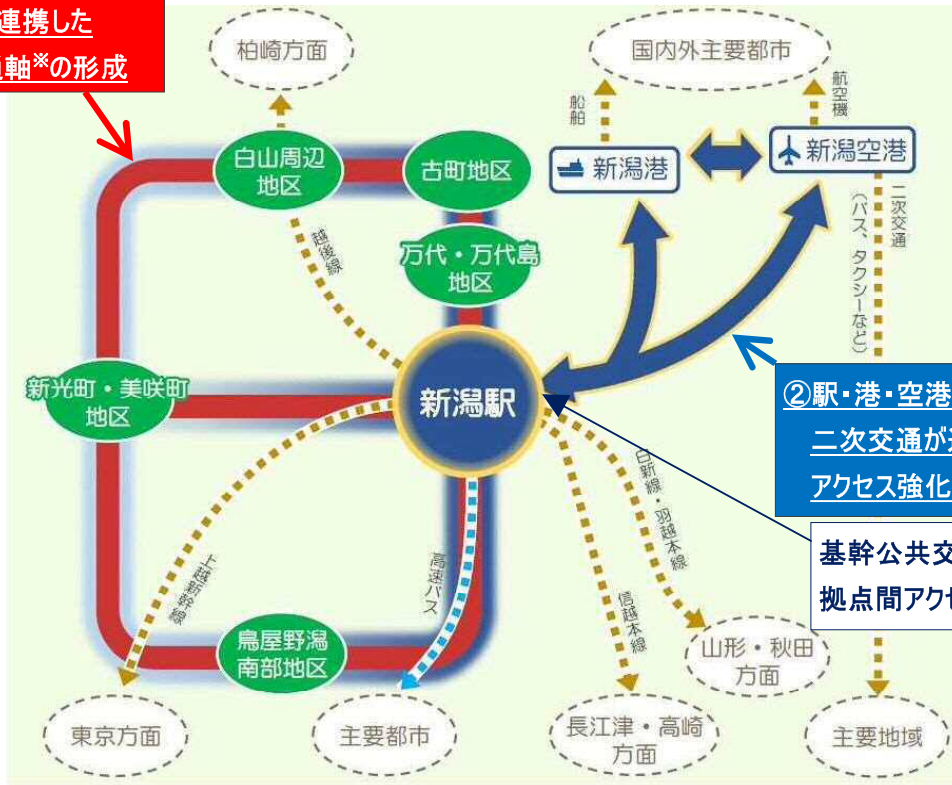 連携した
軸※の形成
柏崎方面
国内外主要都市
船舶
航空機
白山周辺
地区
古町地区
新潟港
新潟空港
二次交通
(バス、タクシーなど)
越後線
万代・万代島
地区
新光町・美咲町
地区
新潟駅
②駅・港・空港
二次交通が
アクセス強化
白新線・羽越本線
基幹公共交
拠点間アクセ
上越新幹線
高速バス
信越本線
鳥屋野潟
南部地区
山形・秋田
方面
東京方面
主要都市
長江津・高崎
方面
主要地域